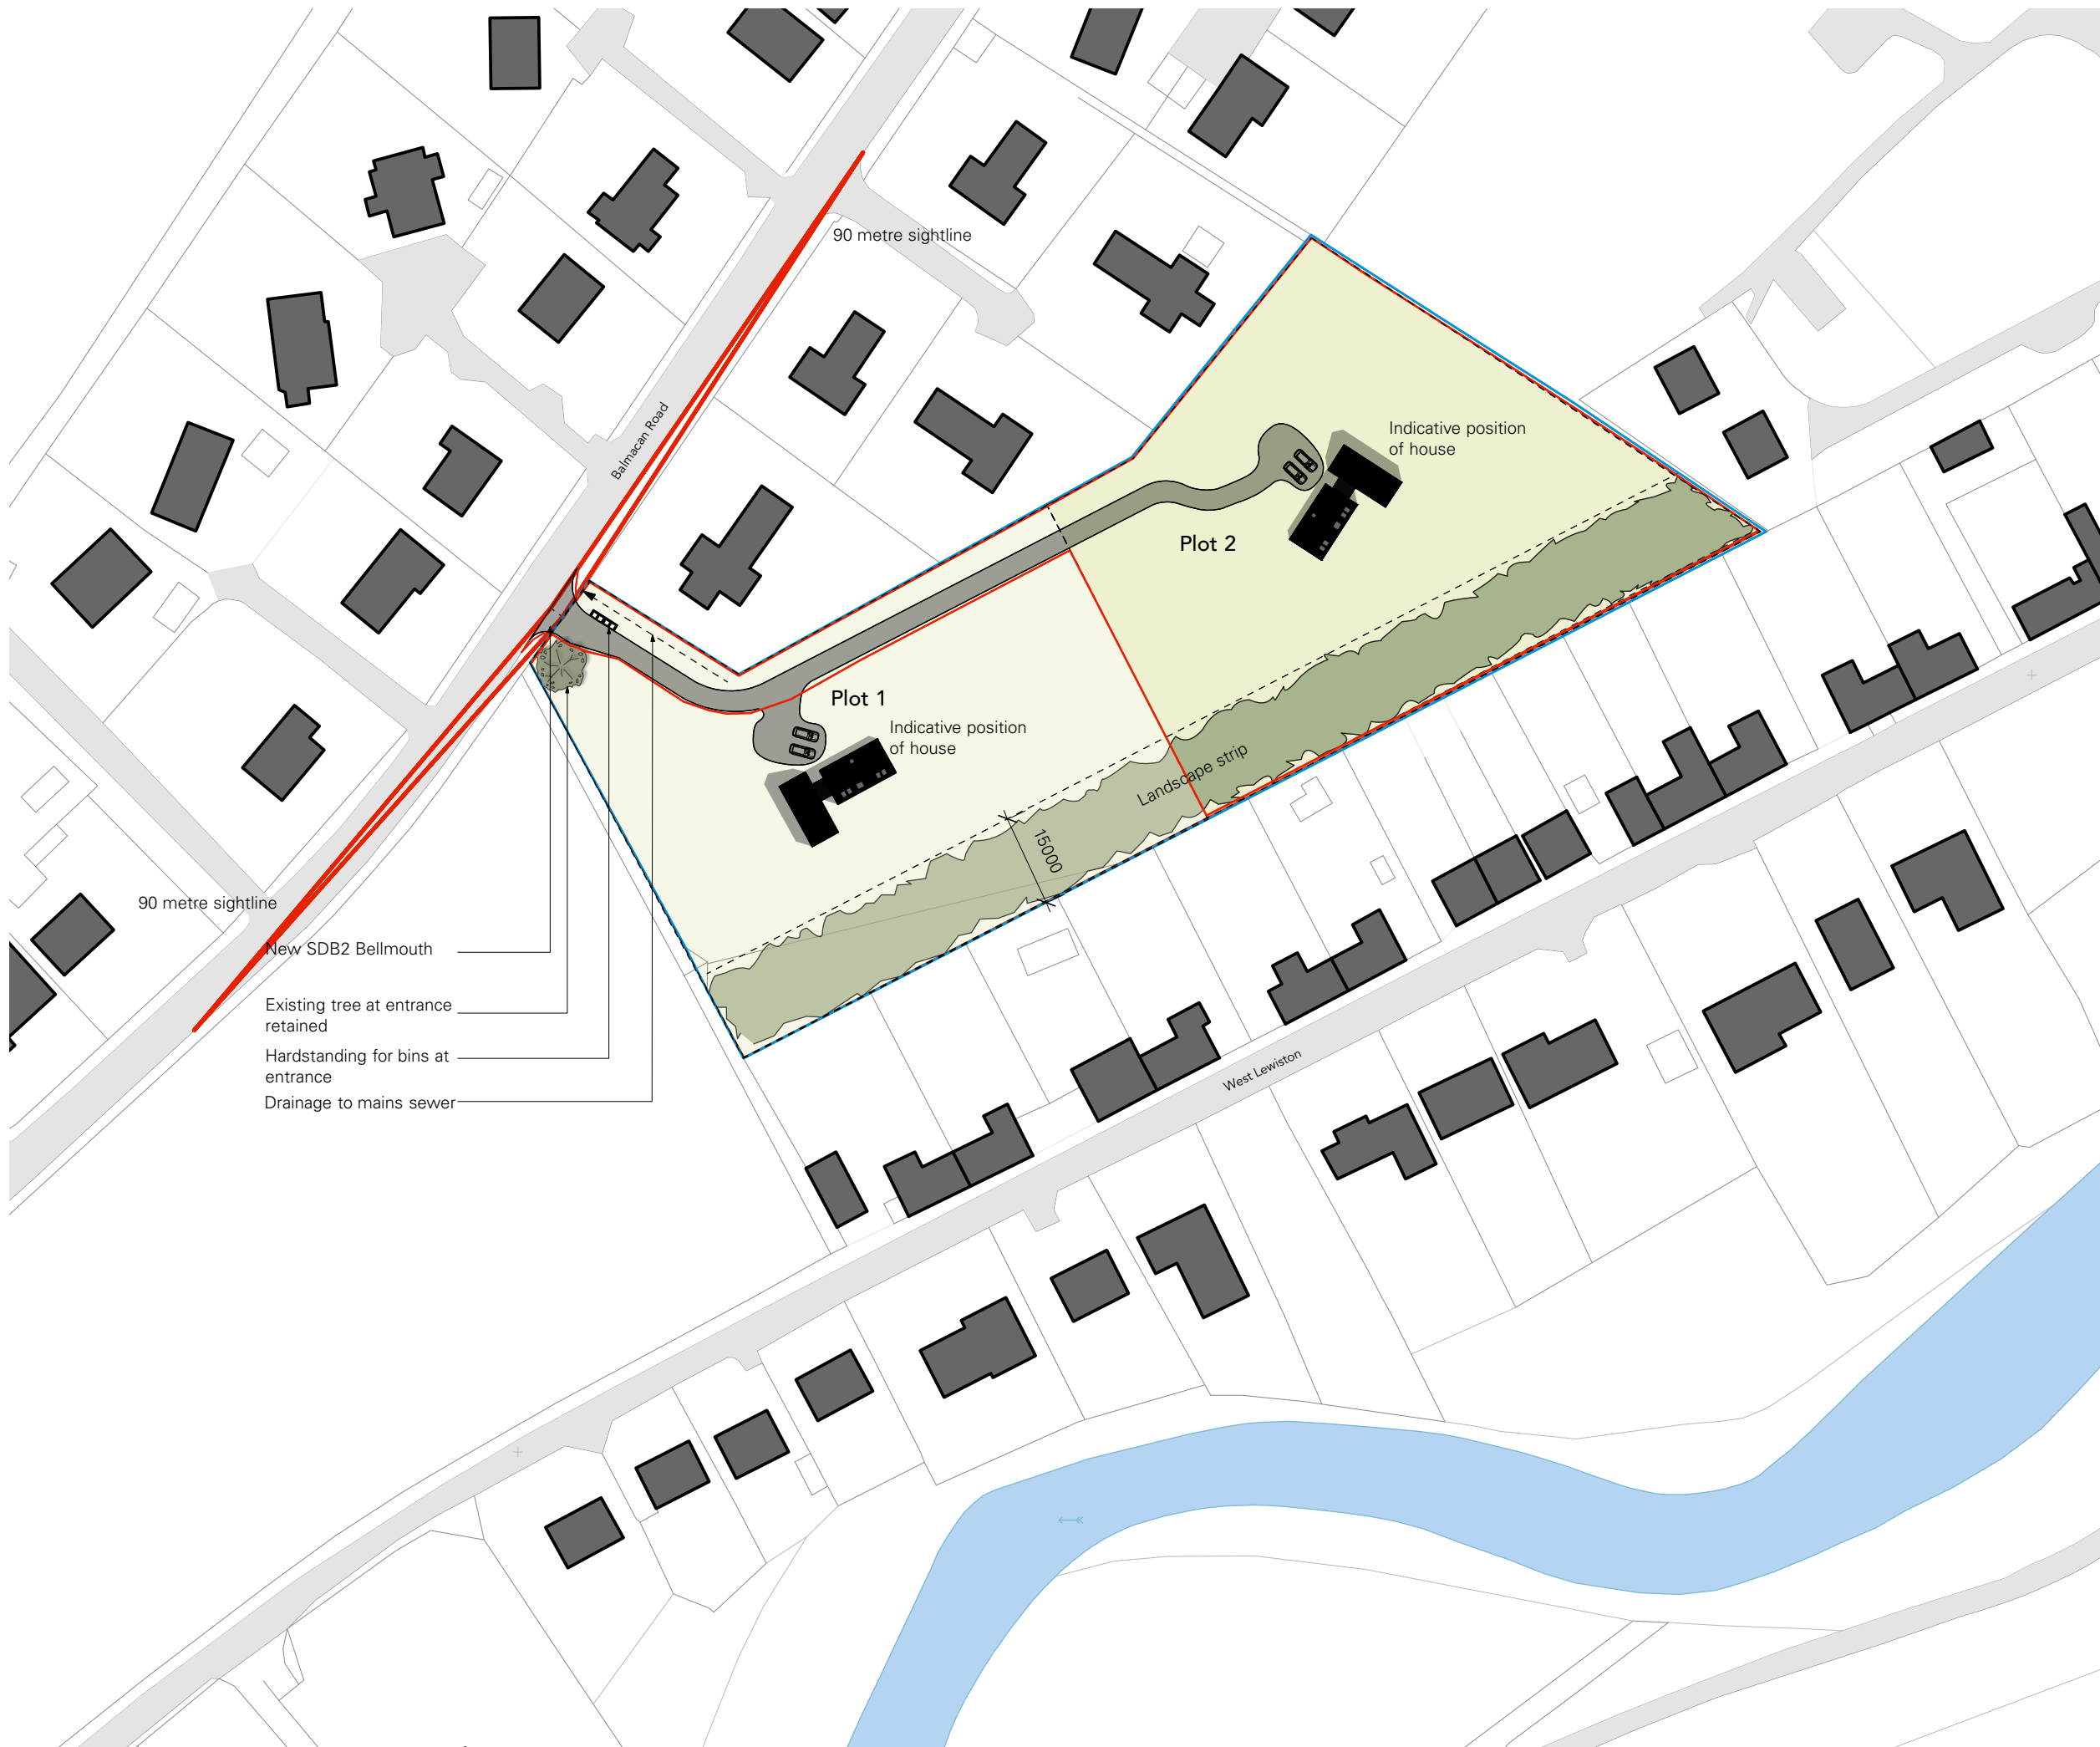 90 metre sightline
Balmacan Road
Indicative position
of house
Plot 2
Plot 1
Indicative position
of house
Landscape strip
15000
90 metre sightline
New SDB2 Bellmouth
Existing tree at entrance
retained
Hardstanding for bins at
entrance
Drainage to mains sewer
West Lewiston